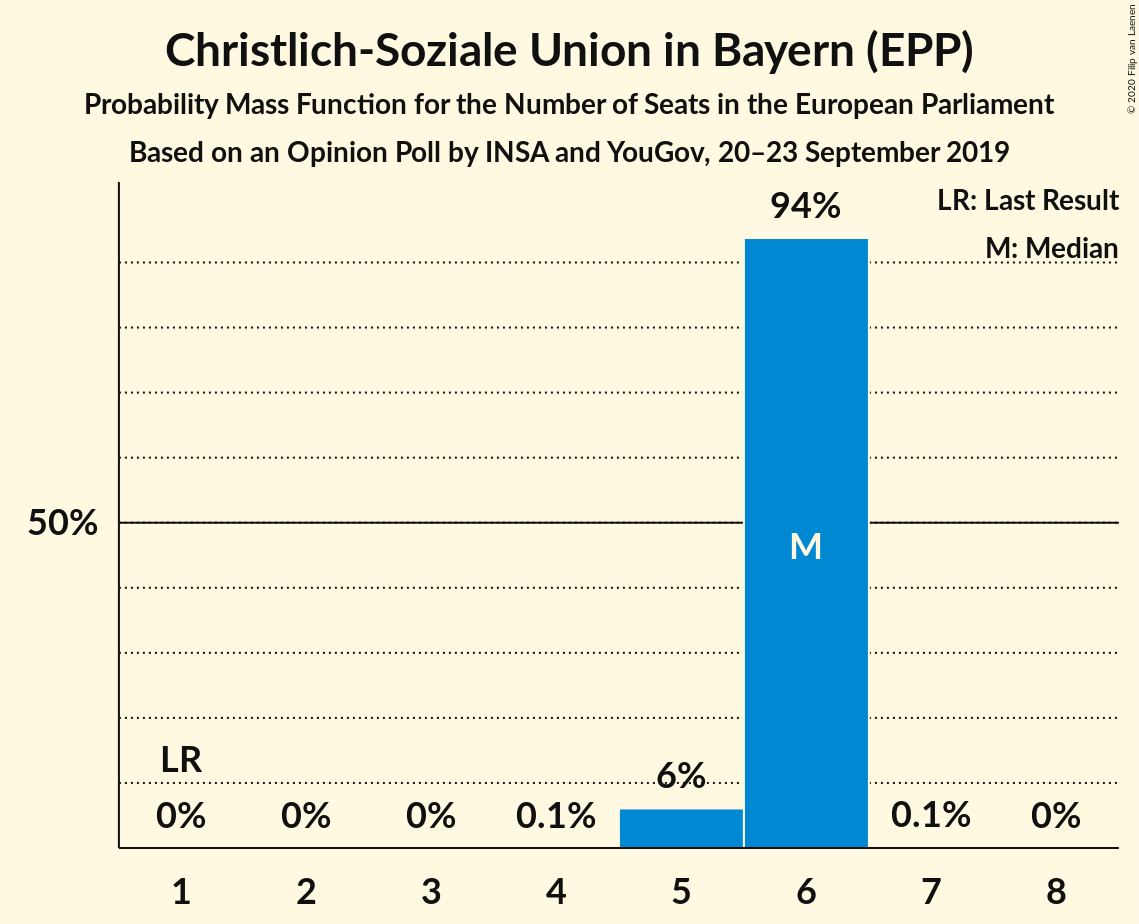 Christlich-Soziale Union in Bayern (EPP)
Probability Mass Function for the Number of Seats in the European Parliament
Based on an Opinion Poll by INSA and YouGov, 20–23 September 2019
© 2020 Filip van Laenen
LR: Last Result
M: Median
94%
50%
M
LR
6%
0% 0% 0% 0.1% 0.1% 0%
1 2 3 4 5 6 7 8